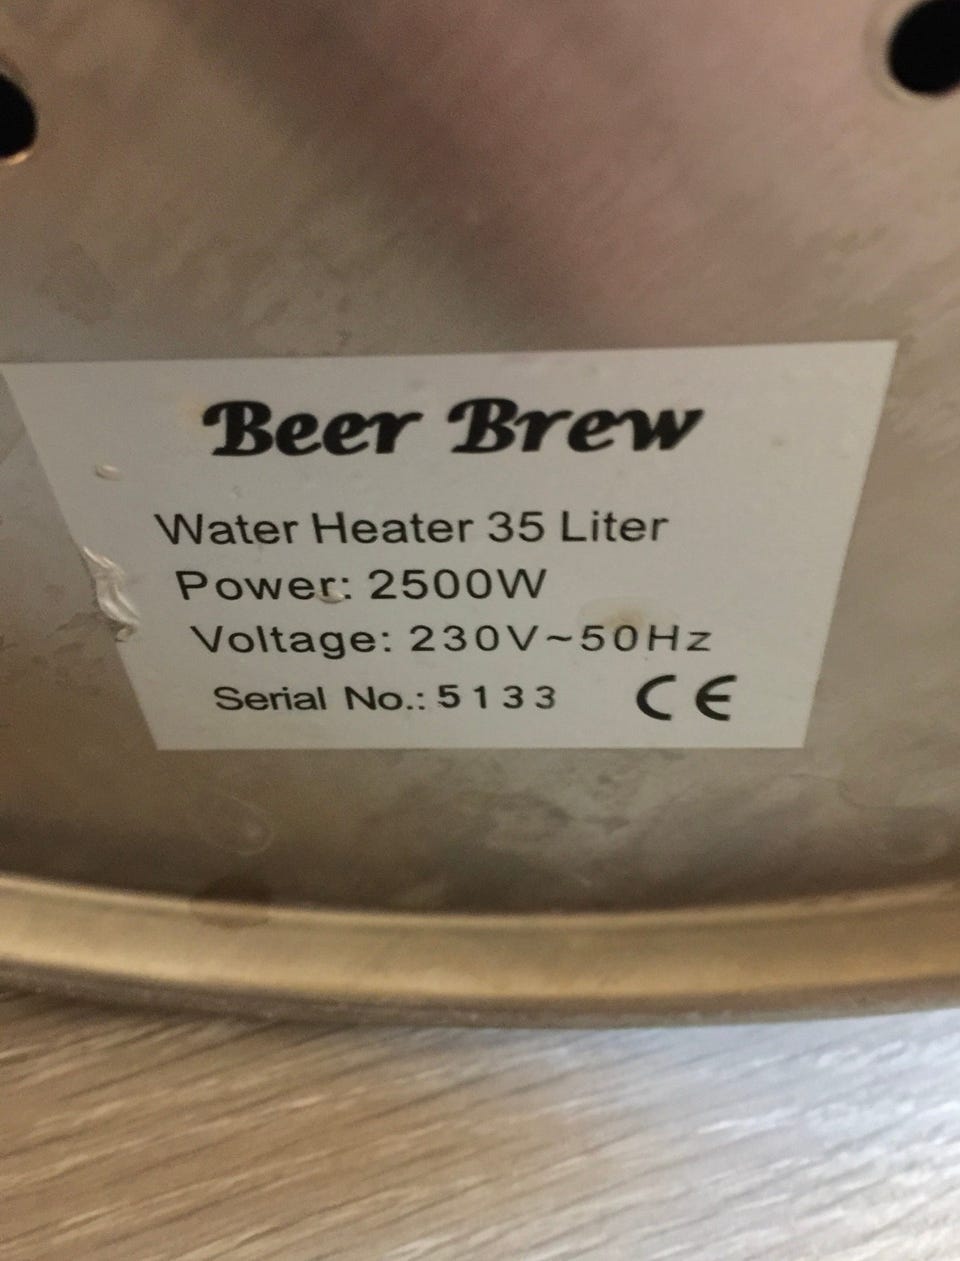 Beer Brew
Water Heater 35 Liter
Power: 2500W
Voltage: 230V~50Hz
Serial No.: 5133 CE